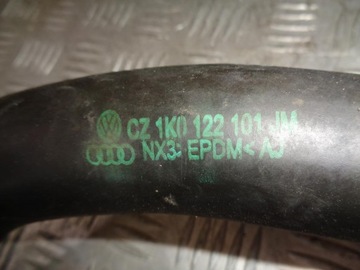 CZ 1K0 122 101 JM
NX3- EPDM< AJ